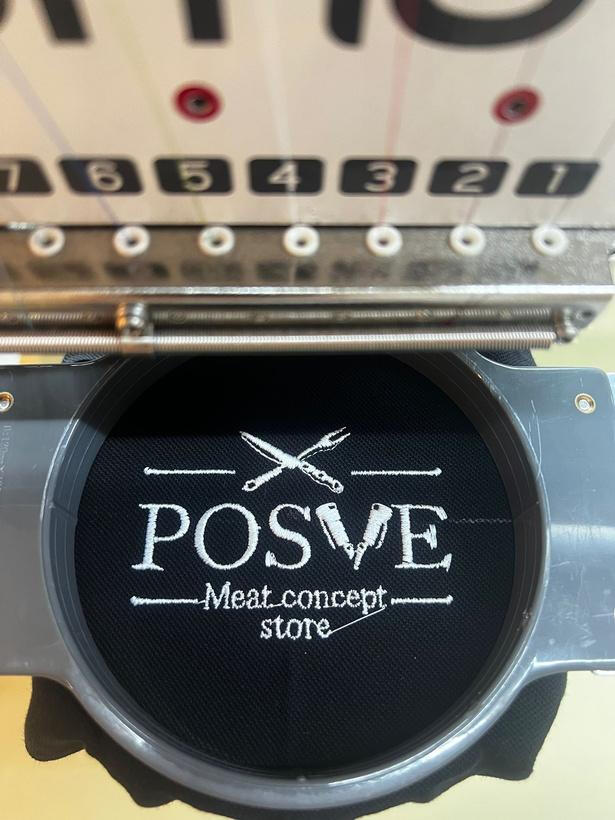 7 6 5 4 3 2 1
POSVE
Meat concept
store